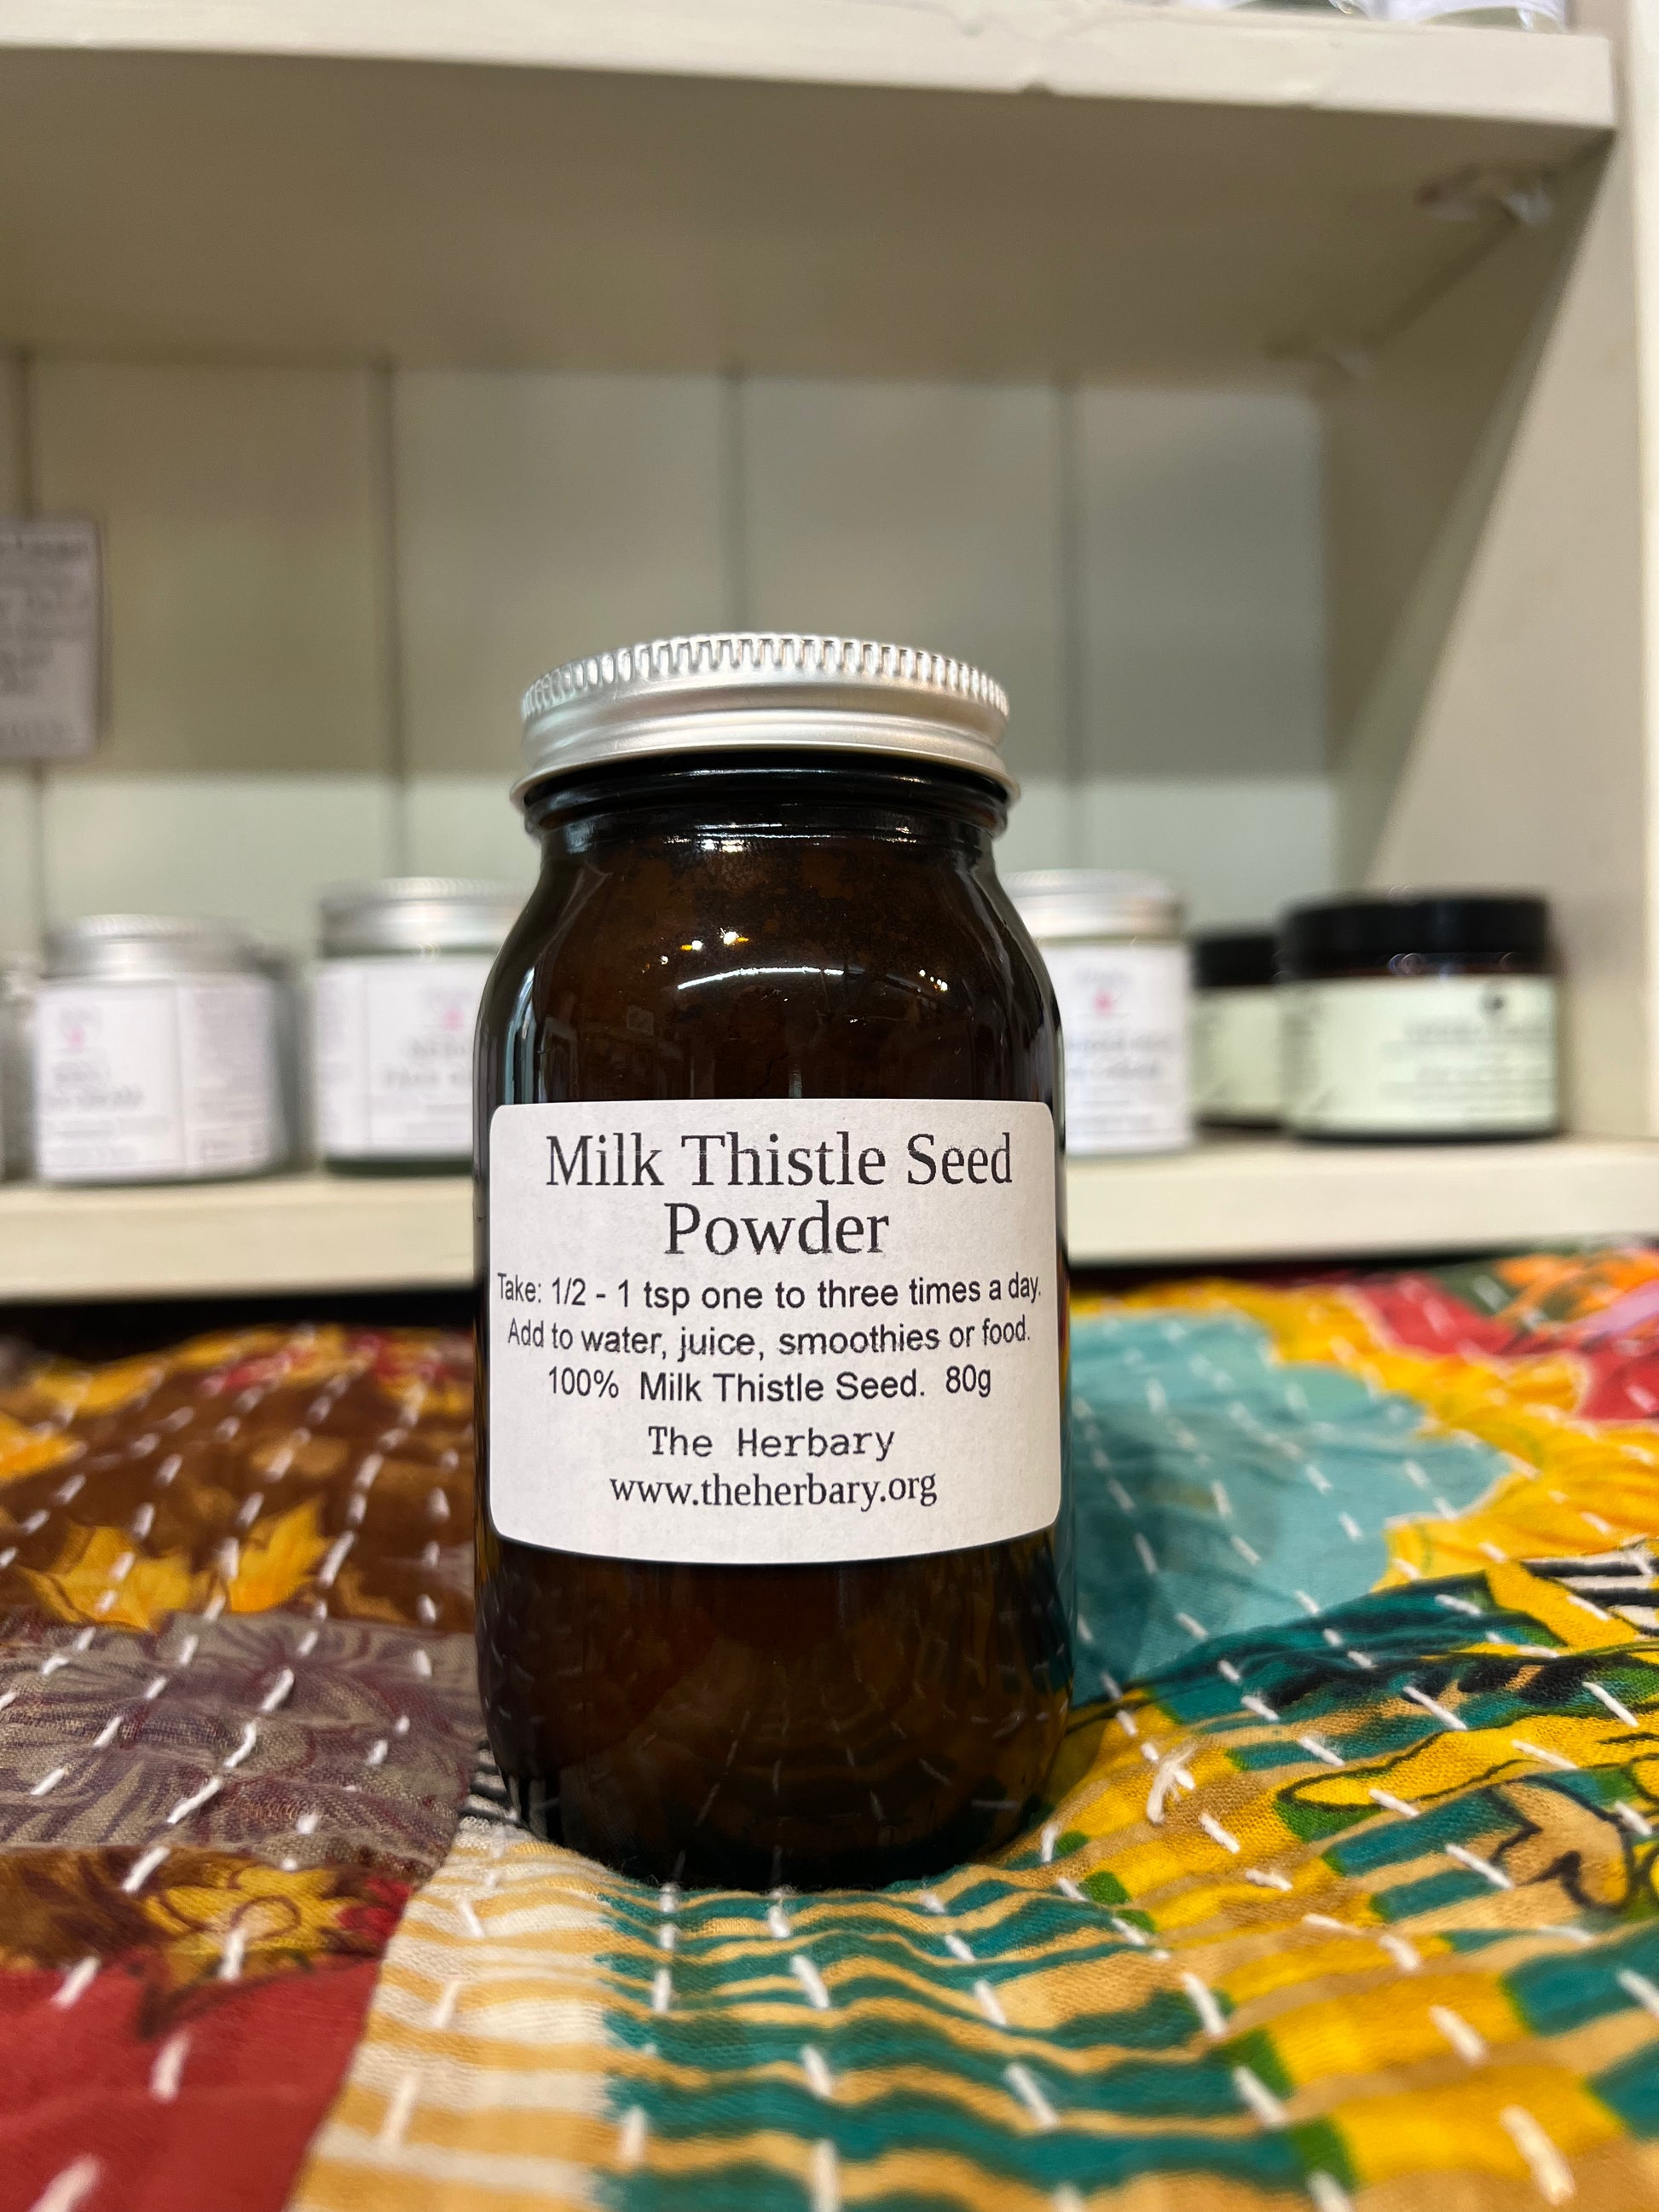 Milk Thistle Seed
Powder
Take: 1/2 - 1 tsp one to three times a day.
Add to water, juice, smoothies or food.
100% Milk Thistle Seed. 80g
The Herbary
www.theherbary.org